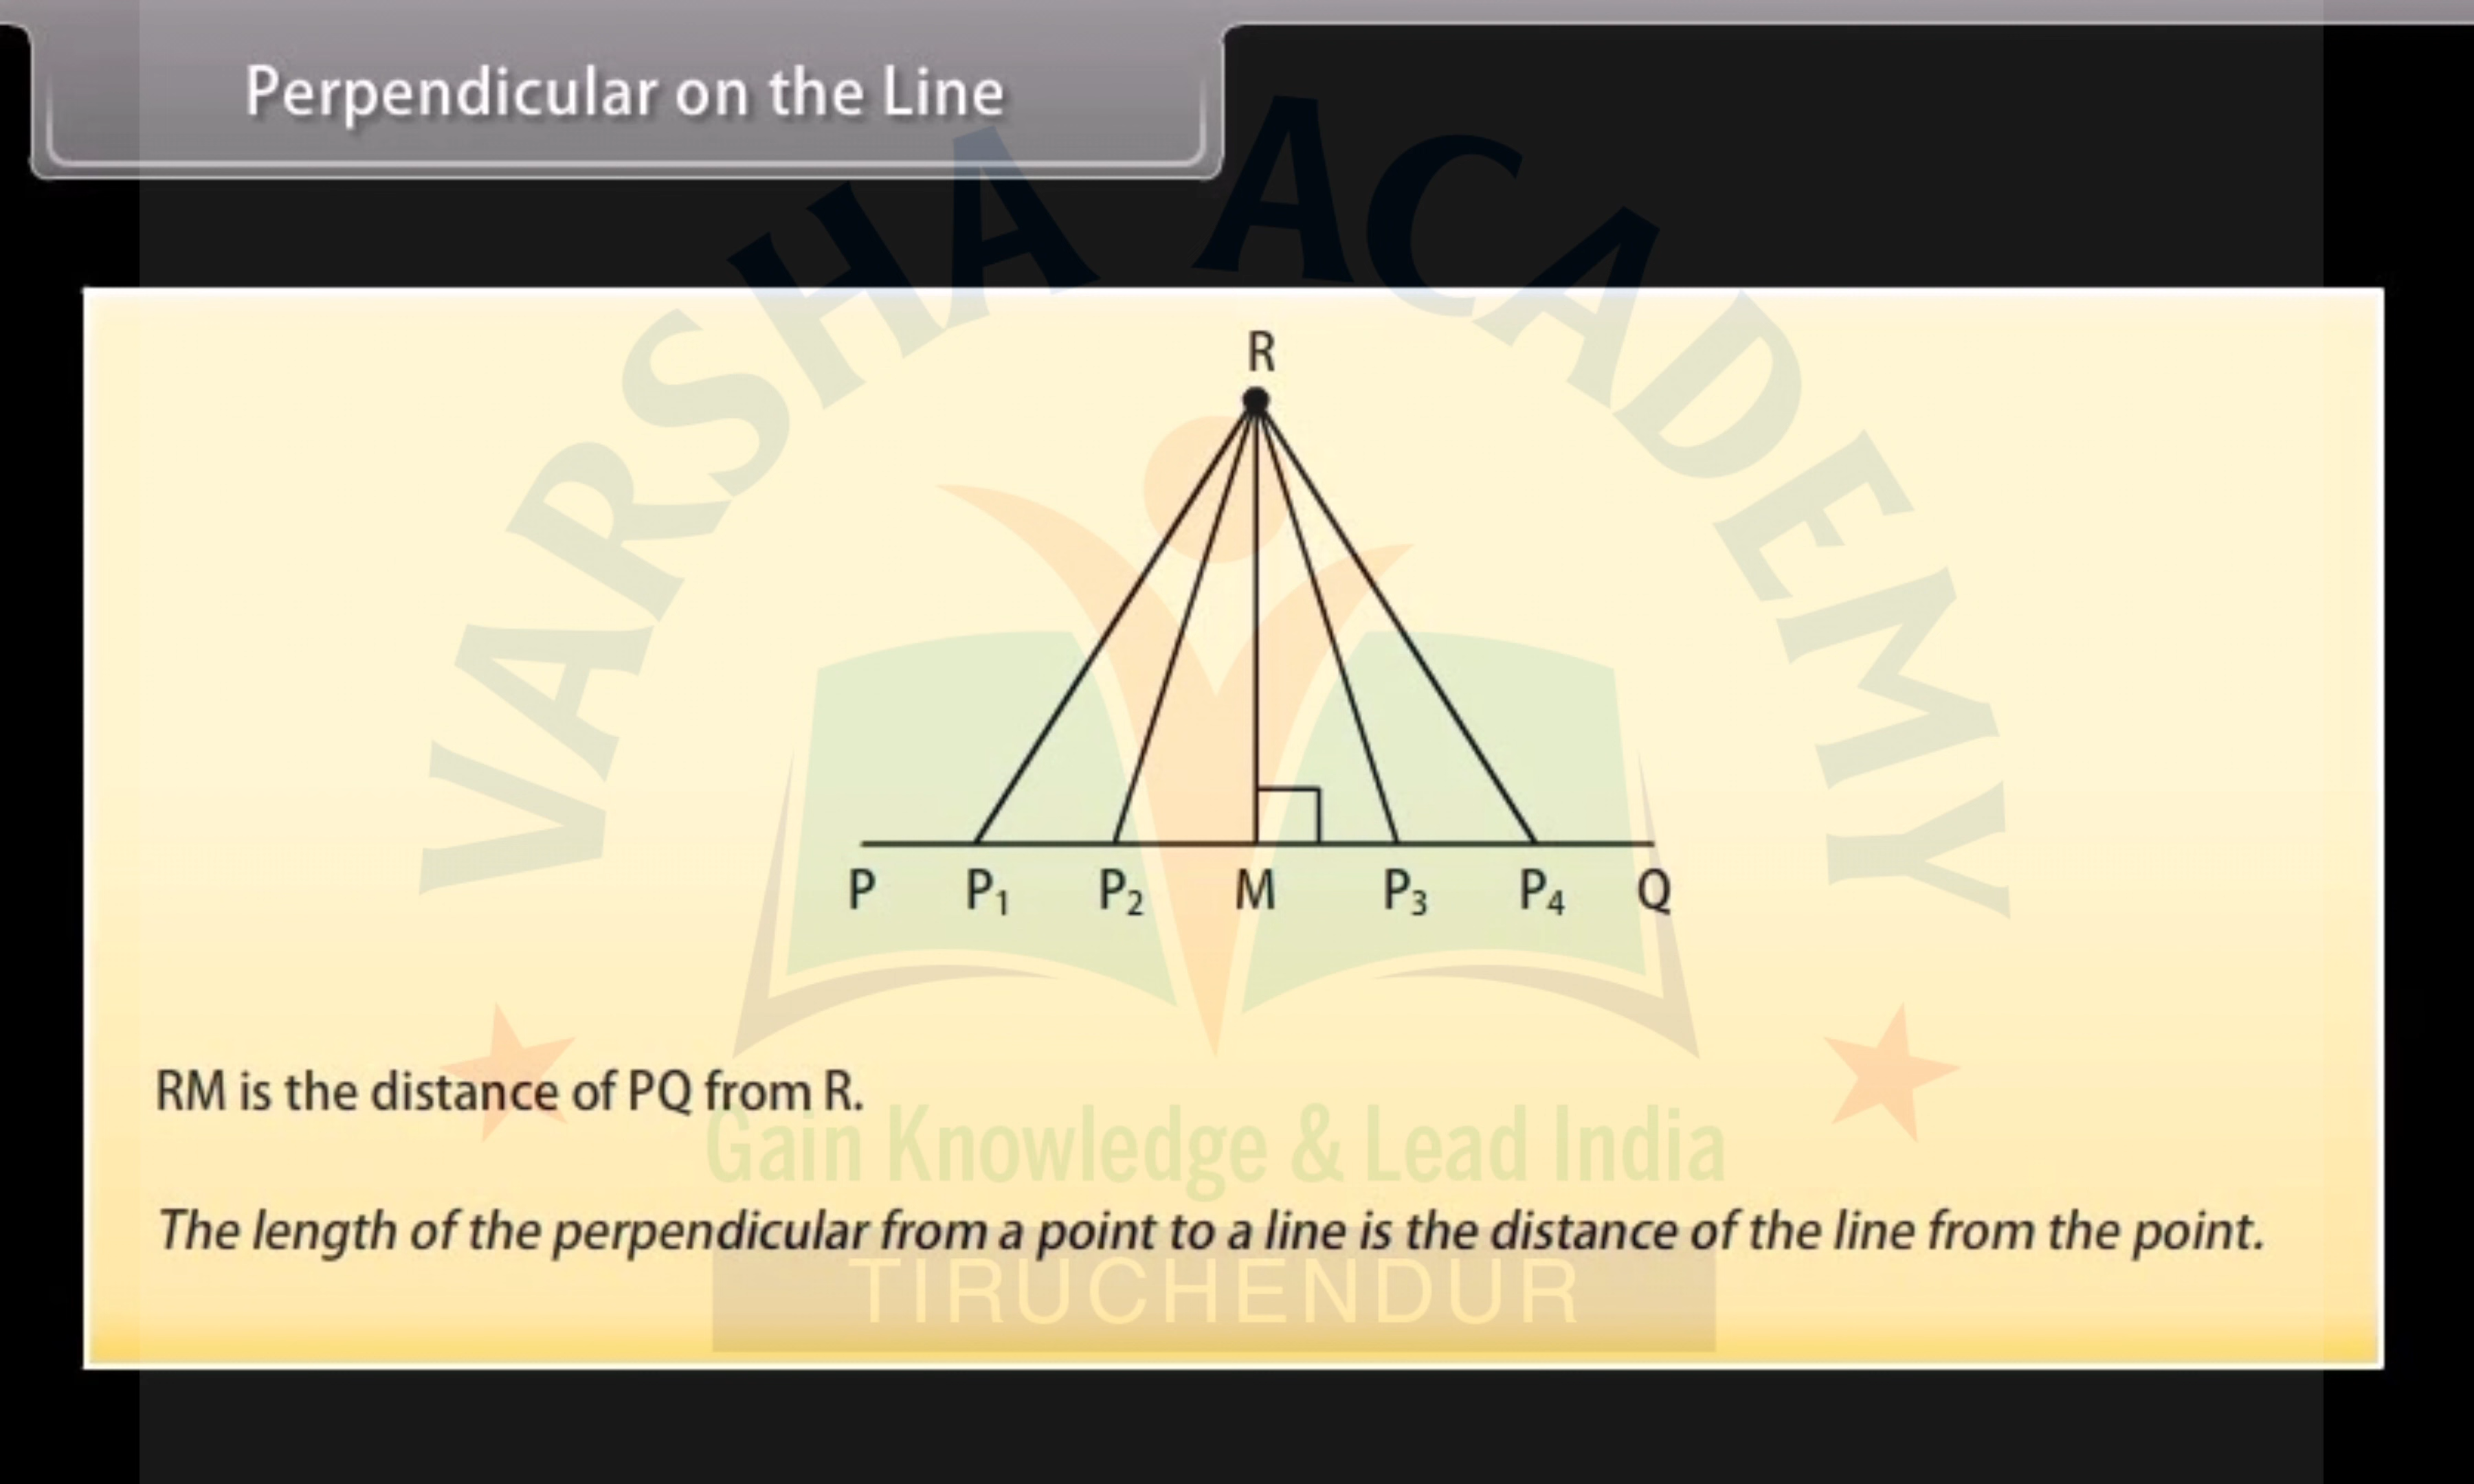 Perpendicular on the Line
VARSHA ACADEMY
R
P P₁ P₂ M P₃ P₄ Q
RM is the distance of PQ from R.
Gain Knowledge & Lead India
The length of the perpendicular from a point to a line is the distance of the line from the point.
TIRUCHENDUR